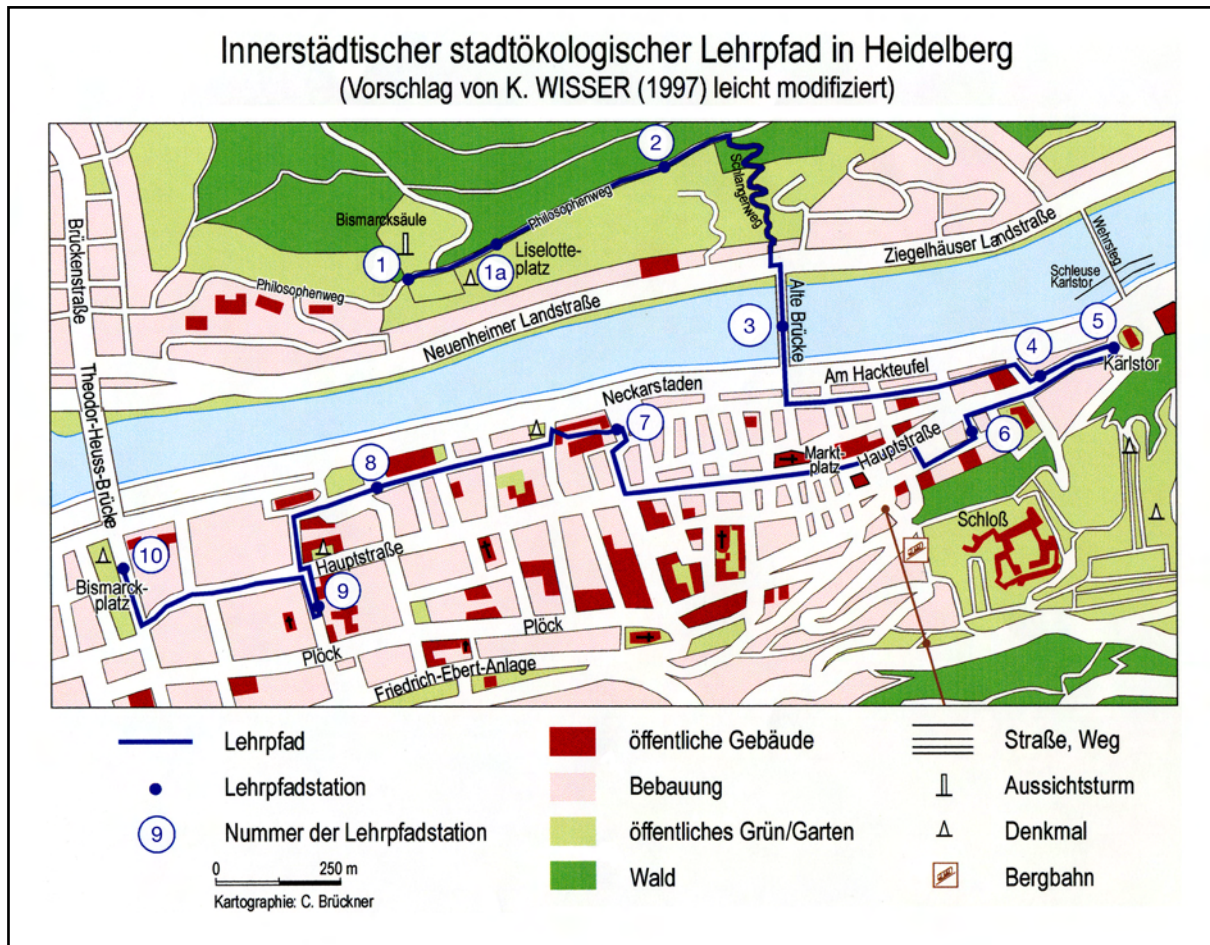 Innerstädtischer stadtökologischer Lehrpfad in Heidelberg
(Vorschlag von K. WISSER (1997) leicht modifiziert)
2
Schlangenweg
Philosophenweg
Brückenstraße
Bismarcksäule
1
1a
Liselotte-
platz
Philosophenweg
Ziegelhäuser Landstraße
Wehrsteg
Schleuse
Karlstor
Neuenheimer Landstraße
3
Alte Brücke
5
4
Karlstor
Am Hackteufel
Theodor-Heuss-Brücke
Neckarstaden
7
6
Markt-
platz
Hauptstraße
8
Schloß
10
Bismarck-
platz
Hauptstraße
9
Plöck
Plöck
Friedrich-Ebert-Anlage
Lehrpfad
Lehrpfadstation
9
Nummer der Lehrpfadstation
0
250 m
Kartographie: C. Brückner
öffentliche Gebäude
Bebauung
öffentliches Grün/Garten
Wald
Straße, Weg
Aussichtsturm
Denkmal
Bergbahn